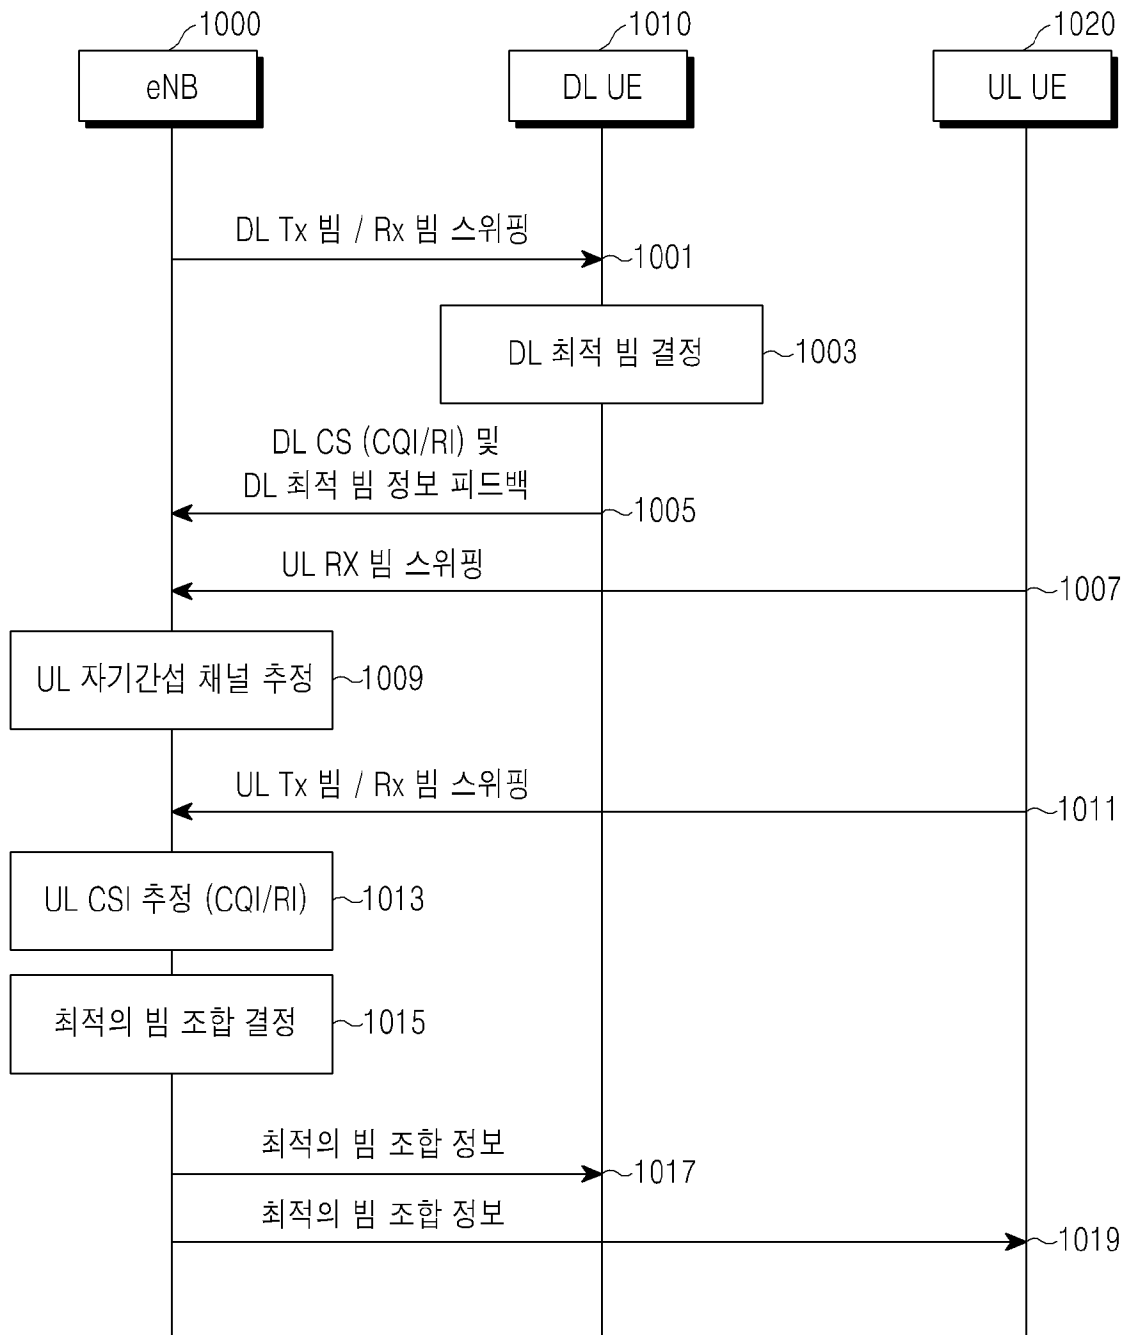 1000
1010
1020
eNB
DL UE
UL UE
DL Tx 빔 / Rx 빔 스위핑
1001
DL 최적 빔 결정
1003
DL CS (CQI/RI) 및
DL 최적 빔 정보 피드백
1005
UL RX 빔 스위핑
1007
UL 자기간섭 채널 추정
1009
UL Tx 빔 / Rx 빔 스위핑
1011
UL CSI 추정 (CQI/RI)
1013
최적의 빔 조합 결정
1015
최적의 빔 조합 정보
1017
최적의 빔 조합 정보
1019